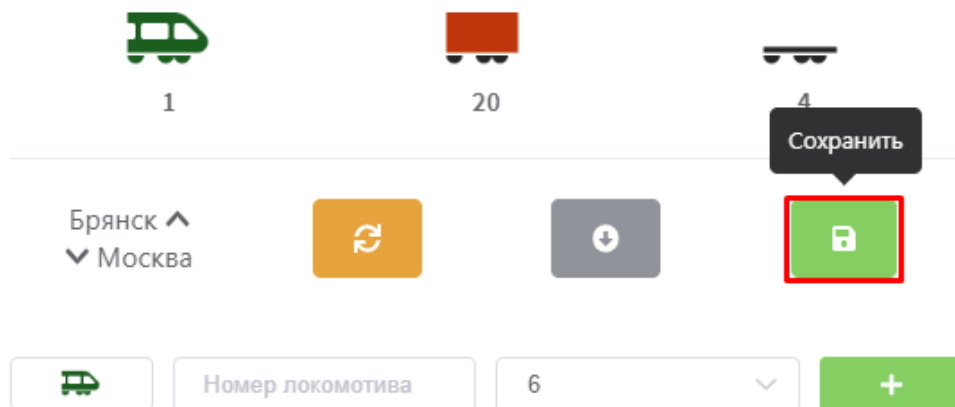 1 20 4
Сохранить
Брянск
Москва
Номер локомотива 6